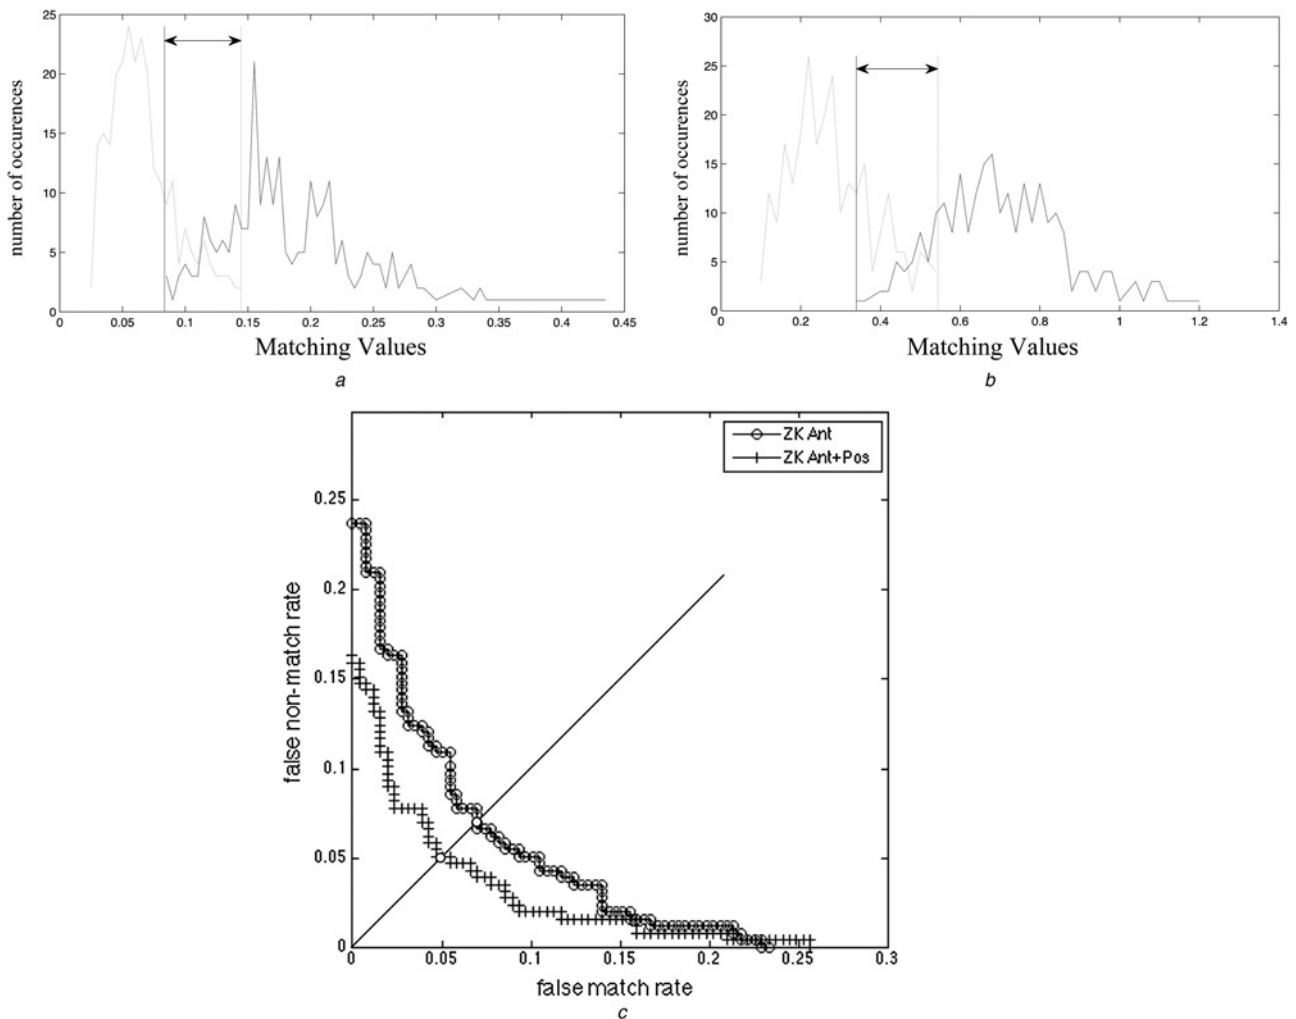 25
20
15
10
5
0
number of occurences
0 0.05 0.1 0.15 0.2 0.25 0.3 0.35 0.4 0.45
Matching Values
a
30
25
20
15
10
5
0
number of occurences
0 0.2 0.4 0.6 0.8 1 1.2 1.4
Matching Values
b
ZK Ant
ZK Ant+Pos
0.25
0.2
0.15
0.1
0.05
0
false non-match rate
0 0.05 0.1 0.15 0.2 0.25 0.3
false match rate
c